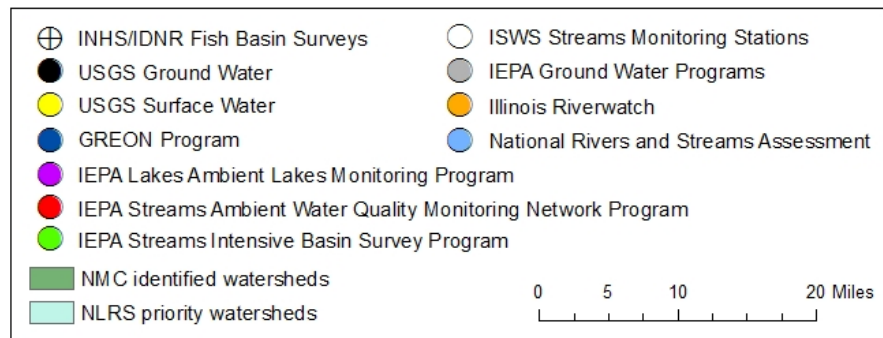 INHS/IDNR Fish Basin Surveys
USGS Ground Water
USGS Surface Water
GREON Program
IEPA Lakes Ambient Lakes Monitoring Program
IEPA Streams Ambient Water Quality Monitoring Network Program
IEPA Streams Intensive Basin Survey Program
ISWS Streams Monitoring Stations
IEPA Ground Water Programs
Illinois Riverwatch
National Rivers and Streams Assessment
NMC identified watersheds
NLRS priority watersheds
0 5 10 20 Miles